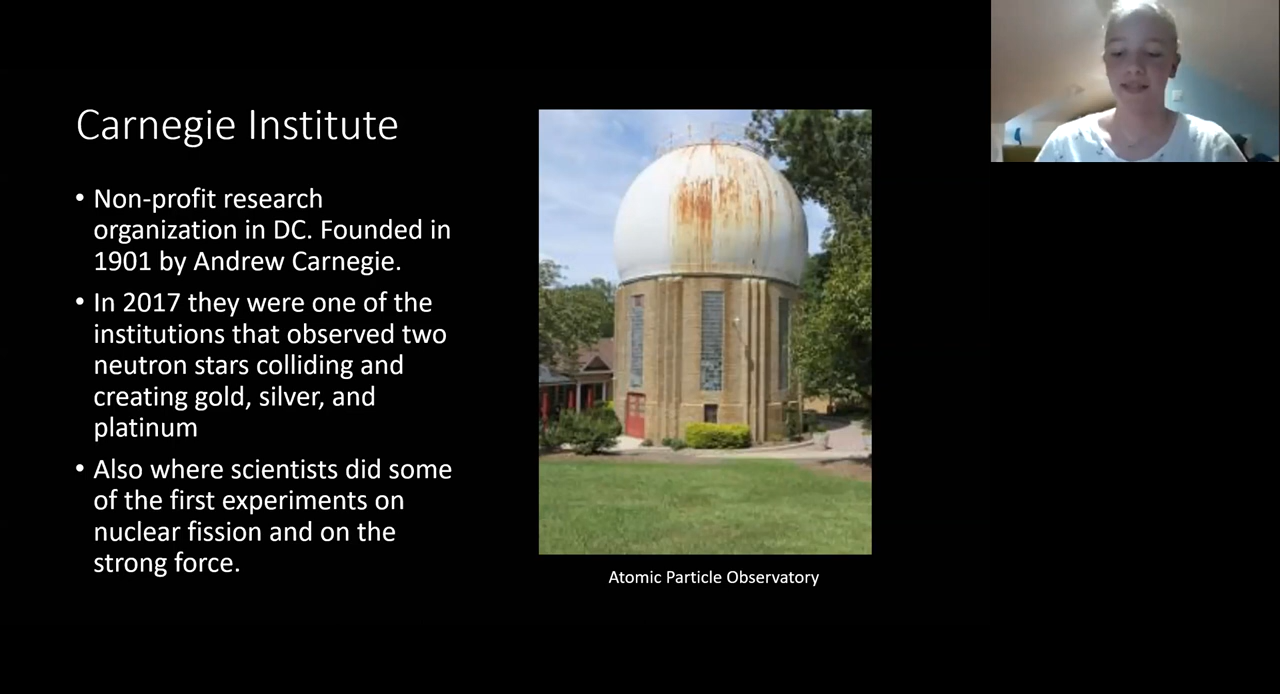 Carnegie Institute
• Non-profit research
organization in DC. Founded in
1901 by Andrew Carnegie.
• In 2017 they were one of the
institutions that observed two
neutron stars colliding and
creating gold, silver, and
platinum
• Also where scientists did some
of the first experiments on
nuclear fission and on the
strong force.
Atomic Particle Observatory